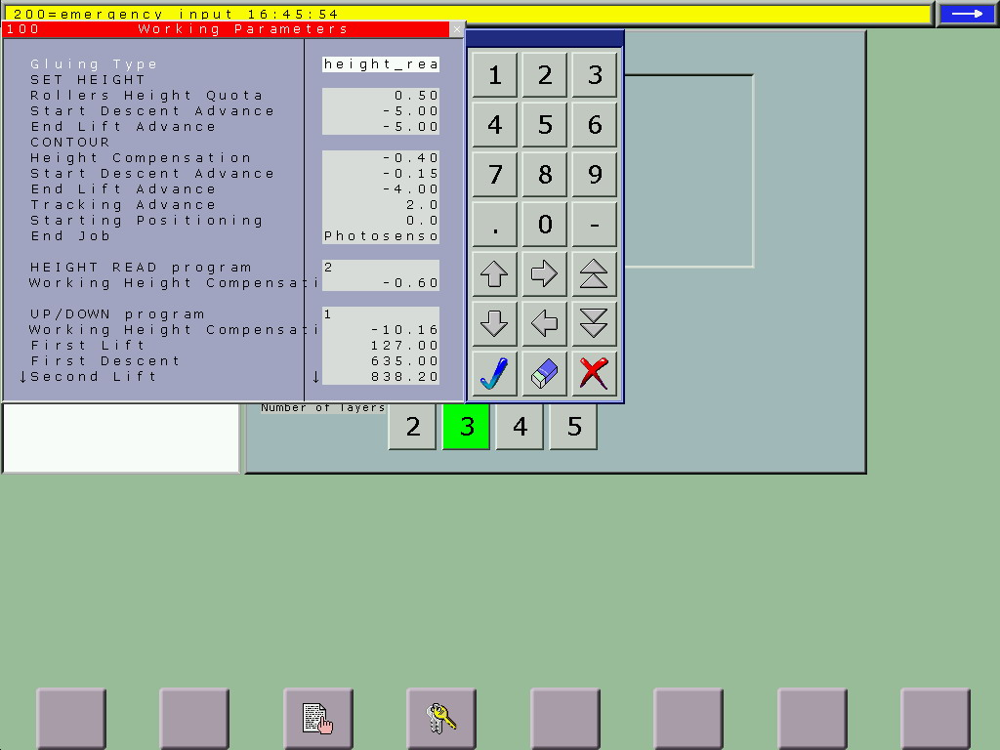 200=emergency input 16:45:54
100 Working Parameters ×
Gluing Type height_rea
SET HEIGHT
Rollers Height Quota 0.50
Start Descent Advance -5.00
End Lift Advance -5.00
CONTOUR
Height Compensation -0.40
Start Descent Advance -0.15
End Lift Advance -4.00
Tracking Advance 2.0
Starting Positioning 0.0
End Job Photosenso
HEIGHT READ program 2
Working Height Compensati -0.60
UP/DOWN program 1
Working Height Compensati -10.16
First Lift 127.00
First Descent 635.00
↓Second Lift ↓ 838.20
1 2 3
4 5 6
7 8 9
. 0 -
Number of layers 2 3 4 5